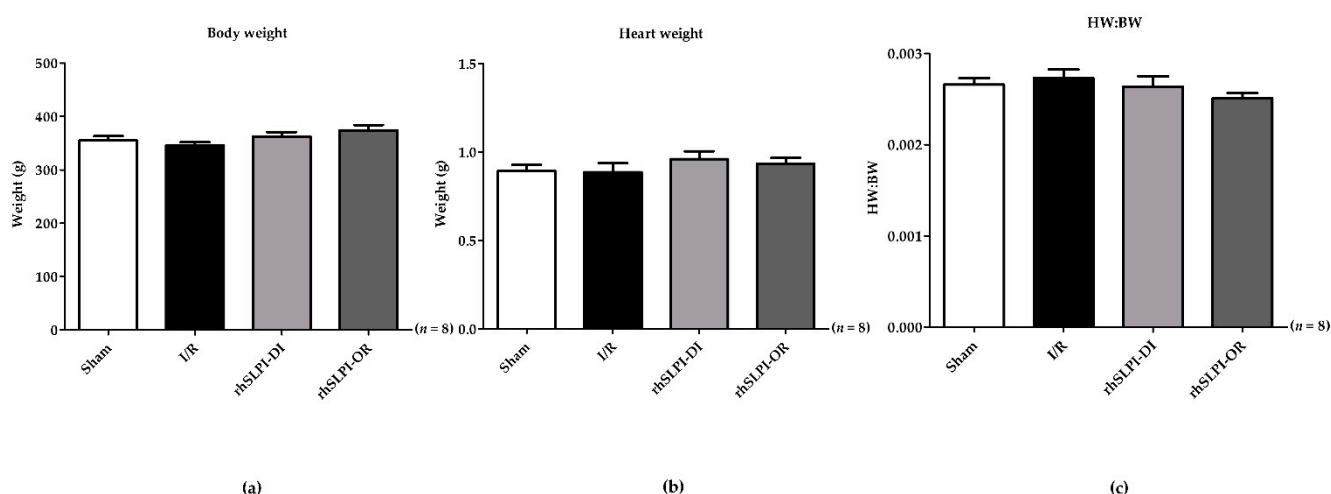 Body weight
500
400
300
200
100
0
Weight (g)
Sham
I/R
rhSLPI-DI
rhSLPI-OR
(n = 8)
(a)
Heart weight
1.5
1.0
0.5
0.0
Weight (g)
Sham
I/R
rhSLPI-DI
rhSLPI-OR
(n = 8)
(b)
HW:BW
0.003
0.002
0.001
0.000
HW:BW
Sham
I/R
rhSLPI-DI
rhSLPI-OR
(n = 8)
(c)